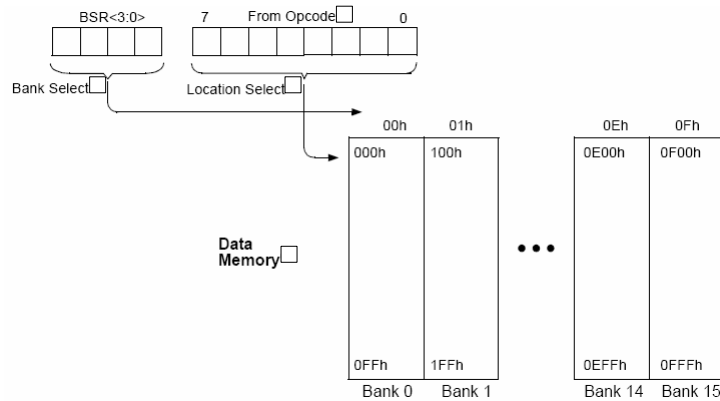 BSR<3:0> 7 From Opcode 0
Bank Select Location Select
00h 01h 0Eh 0Fh
000h 100h 0E00h 0F00h
Data
Memory
0FFh 1FFh 0EFFh 0FFFh
Bank 0 Bank 1 Bank 14 Bank 15